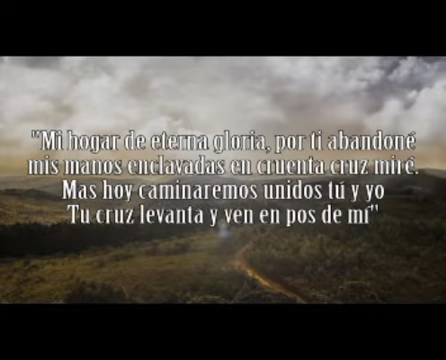 "Mi hogar de eterna gloria, por ti abandoné
mis manos enclavadas en cruenta cruz miré.
Mas hoy caminaremos unidos tú y yo
Tu cruz levanta y ven en pos de mí"